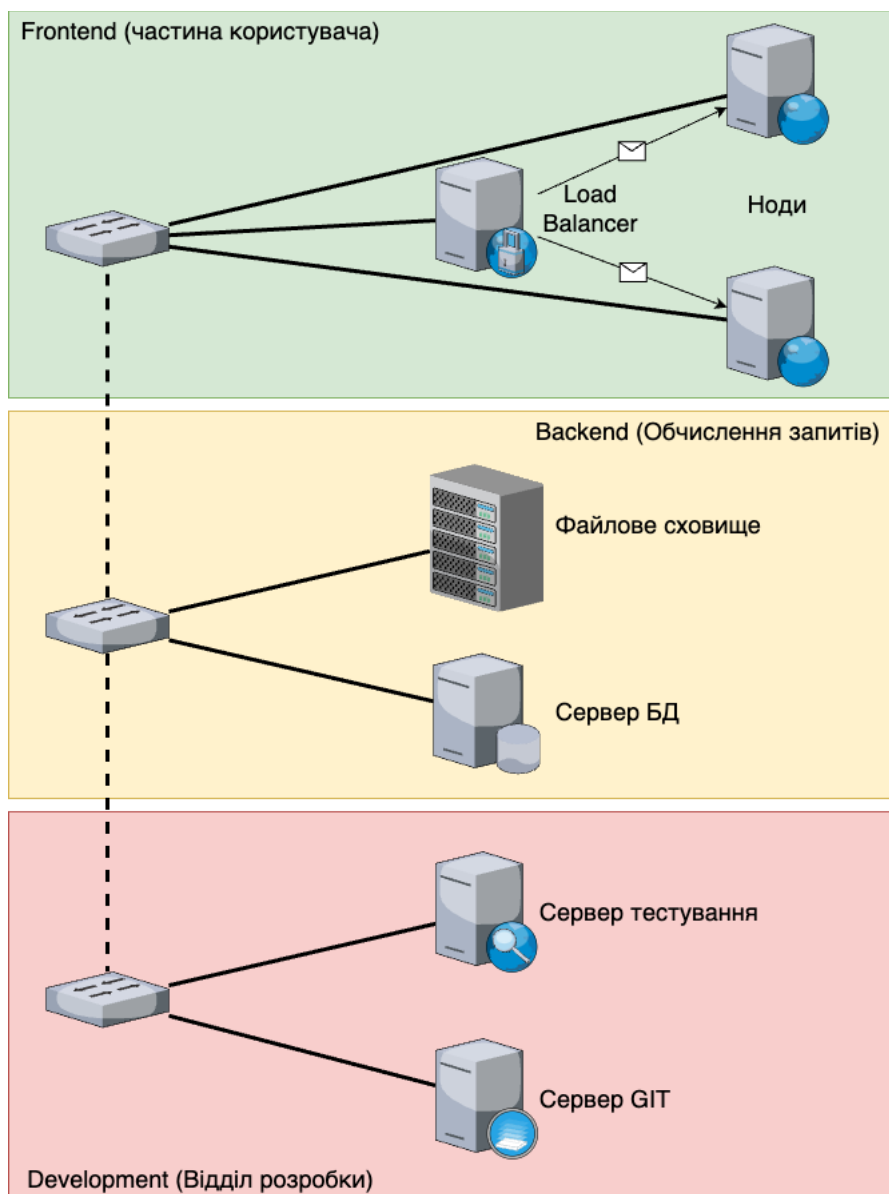 Frontend (частина користувача)
Load
Balancer
Ноди
Backend (Обчислення запитів)
Файлове сховище
Сервер БД
Сервер тестування
Сервер GIT
Development (Відділ розробки)